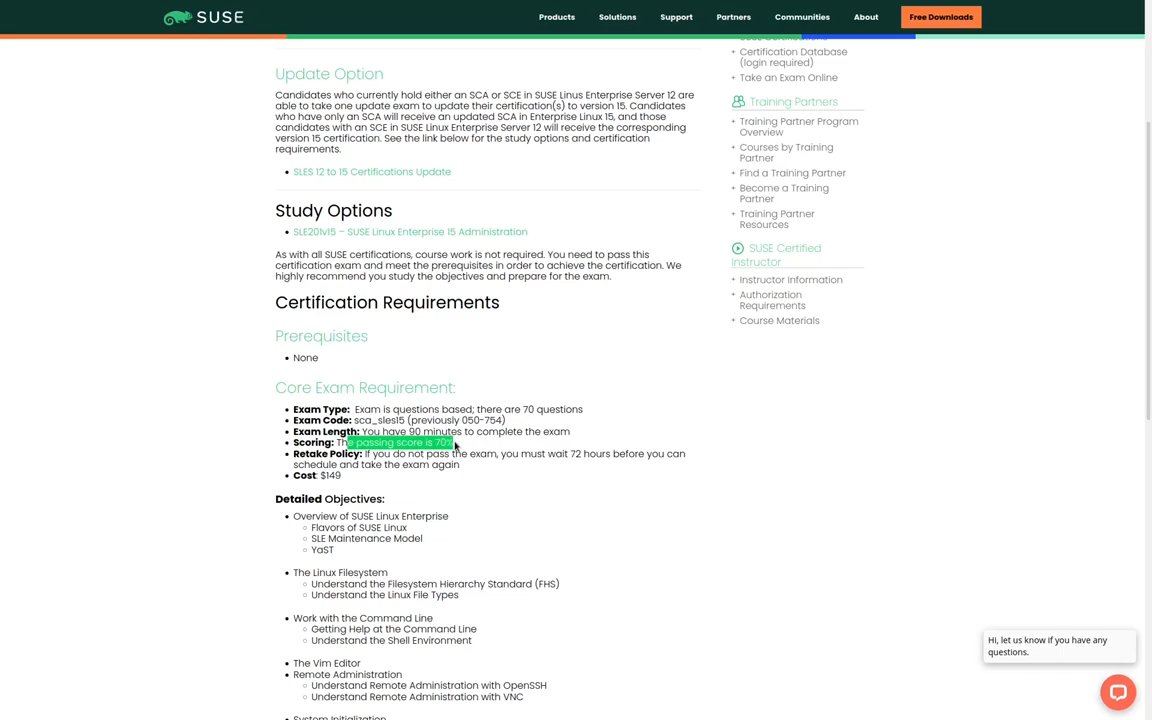 SUSE
Products Solutions Support Partners Communities About Free Downloads
Update Option
Candidates who currently hold either an SCA or SCE in SUSE Linus Enterprise Server 12 are
able to take one update exam to update their certification(s) to version 15. Candidates
who have only an SCA will receive an updated SCA in Enterprise Linux 15, and those
candidates with an SCE in SUSE Linux Enterprise Server 12 will receive the corresponding
version 15 certification. See the link below for the study options and certification
requirements.
SLES 12 to 15 Certifications Update
Study Options
SLE201v15 – SUSE Linux Enterprise 15 Administration
As with all SUSE certifications, course work is not required. You need to pass this
certification exam and meet the prerequisites in order to achieve the certification. We
highly recommend you study the objectives and prepare for the exam.
Certification Requirements
Prerequisites
None
Core Exam Requirement:
Exam Type: Exam is questions based; there are 70 questions
Exam Code: sca_sles15 (previously 050-754)
Exam Length: You have 90 minutes to complete the exam
Scoring: The passing score is 70%
Retake Policy: If you do not pass the exam, you must wait 72 hours before you can
schedule and take the exam again
Cost: $149
Detailed Objectives:
Overview of SUSE Linux Enterprise
Flavors of SUSE Linux
SLE Maintenance Model
YaST
The Linux Filesystem
Understand the Filesystem Hierarchy Standard (FHS)
Understand the Linux File Types
Work with the Command Line
Getting Help at the Command Line
Understand the Shell Environment
The Vim Editor
Remote Administration
Understand Remote Administration with OpenSSH
Understand Remote Administration with VNC
System Initialization
SUSE Certifications
Certification Database
(login required)
Take an Exam Online
Training Partners
Training Partner Program
Overview
Courses by Training
Partner
Find a Training Partner
Become a Training
Partner
Training Partner
Resources
SUSE Certified
Instructor
Instructor Information
Authorization
Requirements
Course Materials
Hi, let us know if you have any
questions.